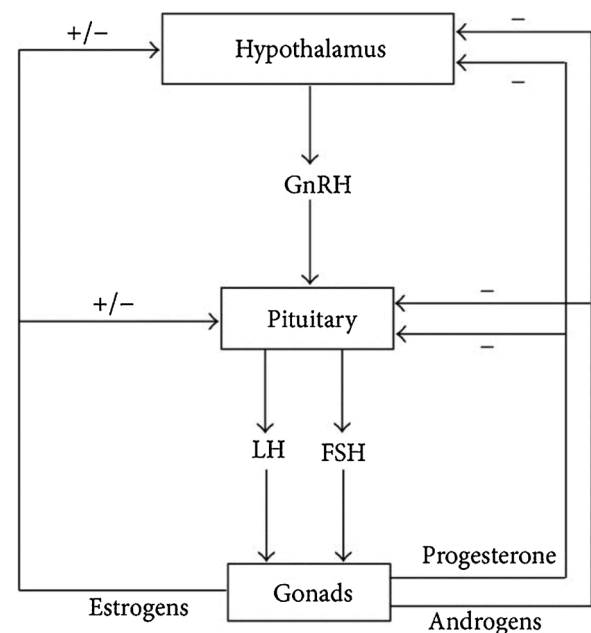 +/−
−
Hypothalamus
−
GnRH
+/−
−
Pituitary
−
LH
FSH
Progesterone
Gonads
Estrogens
Androgens